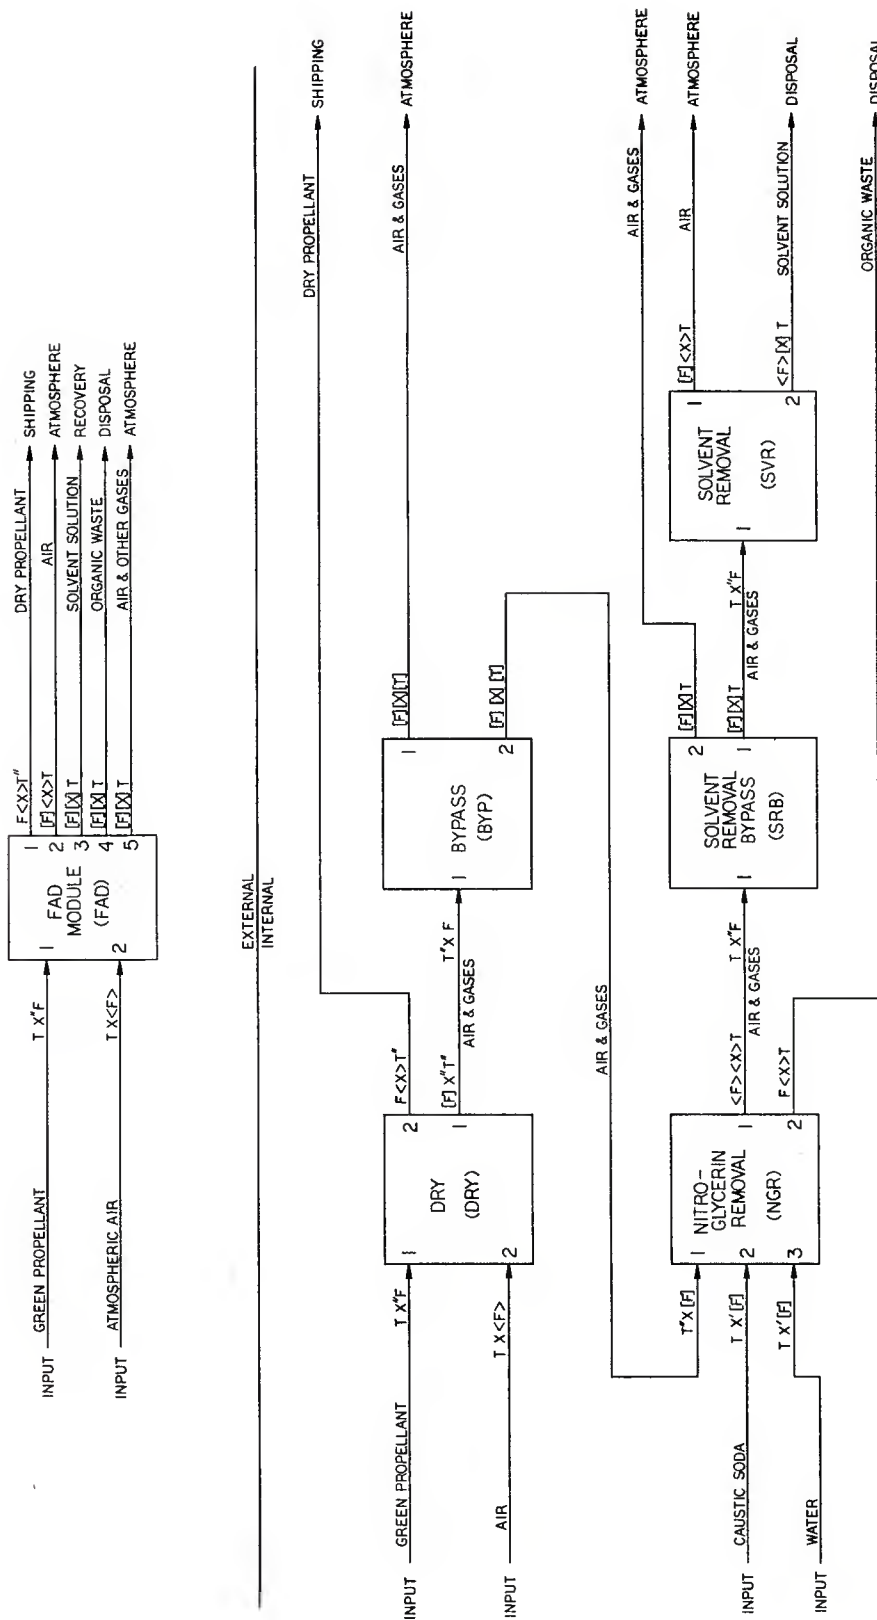 INPUT GREEN PROPELLANT T X"F
INPUT ATMOSPHERIC AIR T X<F>
1
2
FAD
MODULE
(FAD)
1 F<X>T" DRY PROPELLANT SHIPPING
2 [F]<X>T AIR ATMOSPHERE
3 [F][X]T SOLVENT SOLUTION RECOVERY
4 [F][X]T ORGANIC WASTE DISPOSAL
5 [F][X]T AIR & OTHER GASES ATMOSPHERE
EXTERNAL
INTERNAL
INPUT GREEN PROPELLANT T X"F
INPUT AIR T X<F>
1
2
DRY
(DRY)
2 F<X>T" DRY PROPELLANT SHIPPING
1 [F]X"T" AIR & GASES T"X F
1 BYPASS
(BYP)
1 [F][X][T] AIR & GASES ATMOSPHERE
2 [F][X][T]
AIR & GASES
T"X[F]
INPUT CAUSTIC SODA T X'[F]
INPUT WATER T X'[F]
1
2
3
NITRO-
GLYCERIN
REMOVAL
(NGR)
1 <F><X>T AIR & GASES T X"F
2 F<X>T ORGANIC WASTE DISPOSAL
1
SOLVENT
REMOVAL
BYPASS
(SRB)
2 [F][X]T AIR & GASES ATMOSPHERE
1 [F][X]T AIR & GASES T X"F
1
SOLVENT
REMOVAL
(SVR)
1 [F]<X>T AIR ATMOSPHERE
2 <F>[X]T SOLVENT SOLUTION DISPOSAL